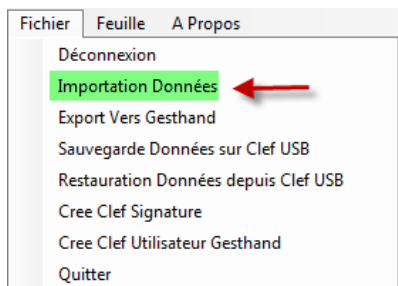 Fichier Feuille A Propos
Déconnexion
Importation Données
Export Vers Gesthand
Sauvegarde Données sur Clef USB
Restauration Données depuis Clef USB
Cree Clef Signature
Cree Clef Utilisateur Gesthand
Quitter